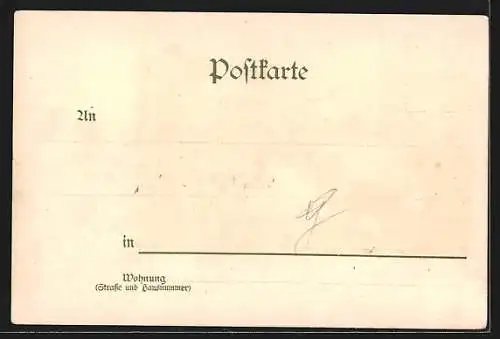 Postkarte
An
in
Wohnung
(Straße und Hausnummer)